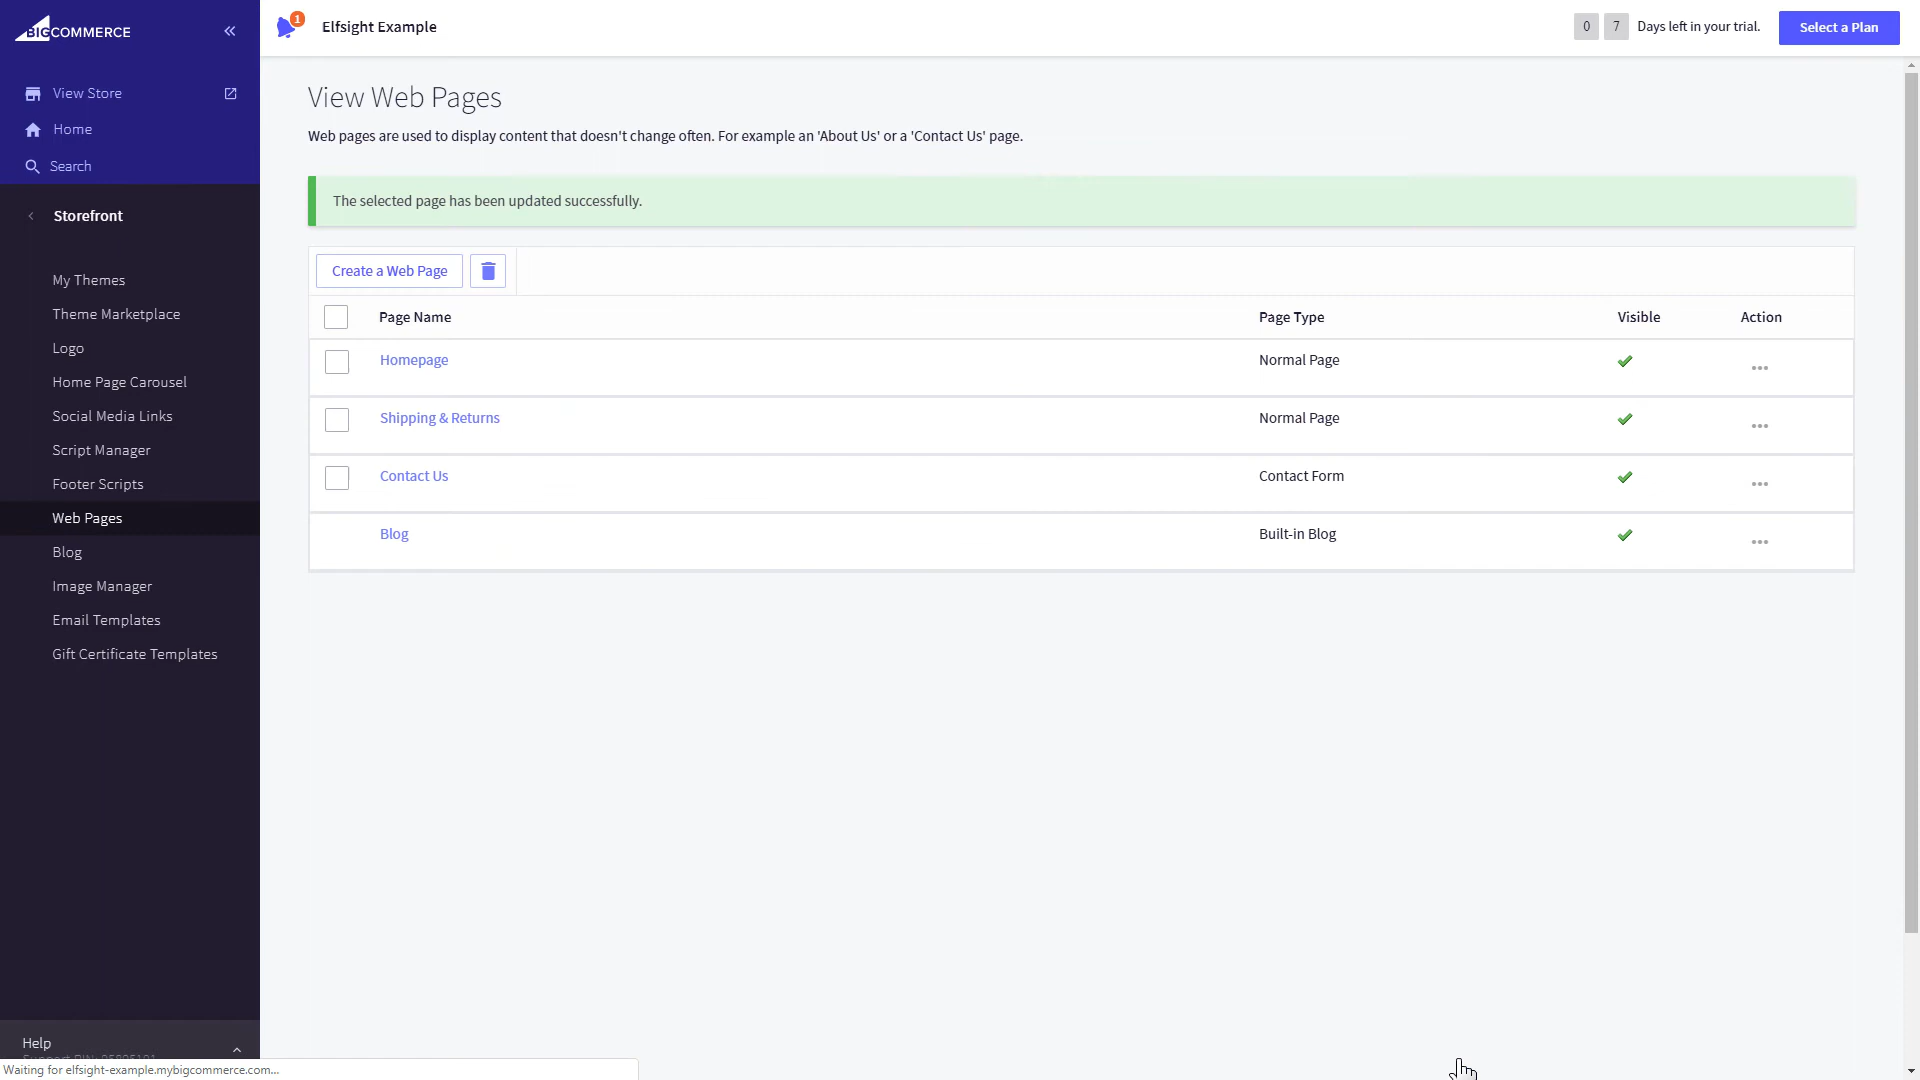 BIGCOMMERCE
1
Elfsight Example
0 7 Days left in your trial.
Select a Plan
View Store
Home
Search
Storefront
My Themes
Theme Marketplace
Logo
Home Page Carousel
Social Media Links
Script Manager
Footer Scripts
Web Pages
Blog
Image Manager
Email Templates
Gift Certificate Templates
Help
Waiting for elfsight-example.mybigcommerce.com...
View Web Pages
Web pages are used to display content that doesn't change often. For example an 'About Us' or a 'Contact Us' page.
The selected page has been updated successfully.
Create a Web Page
Page Name Page Type Visible Action
Homepage Normal Page
Shipping & Returns Normal Page
Contact Us Contact Form
Blog Built-in Blog